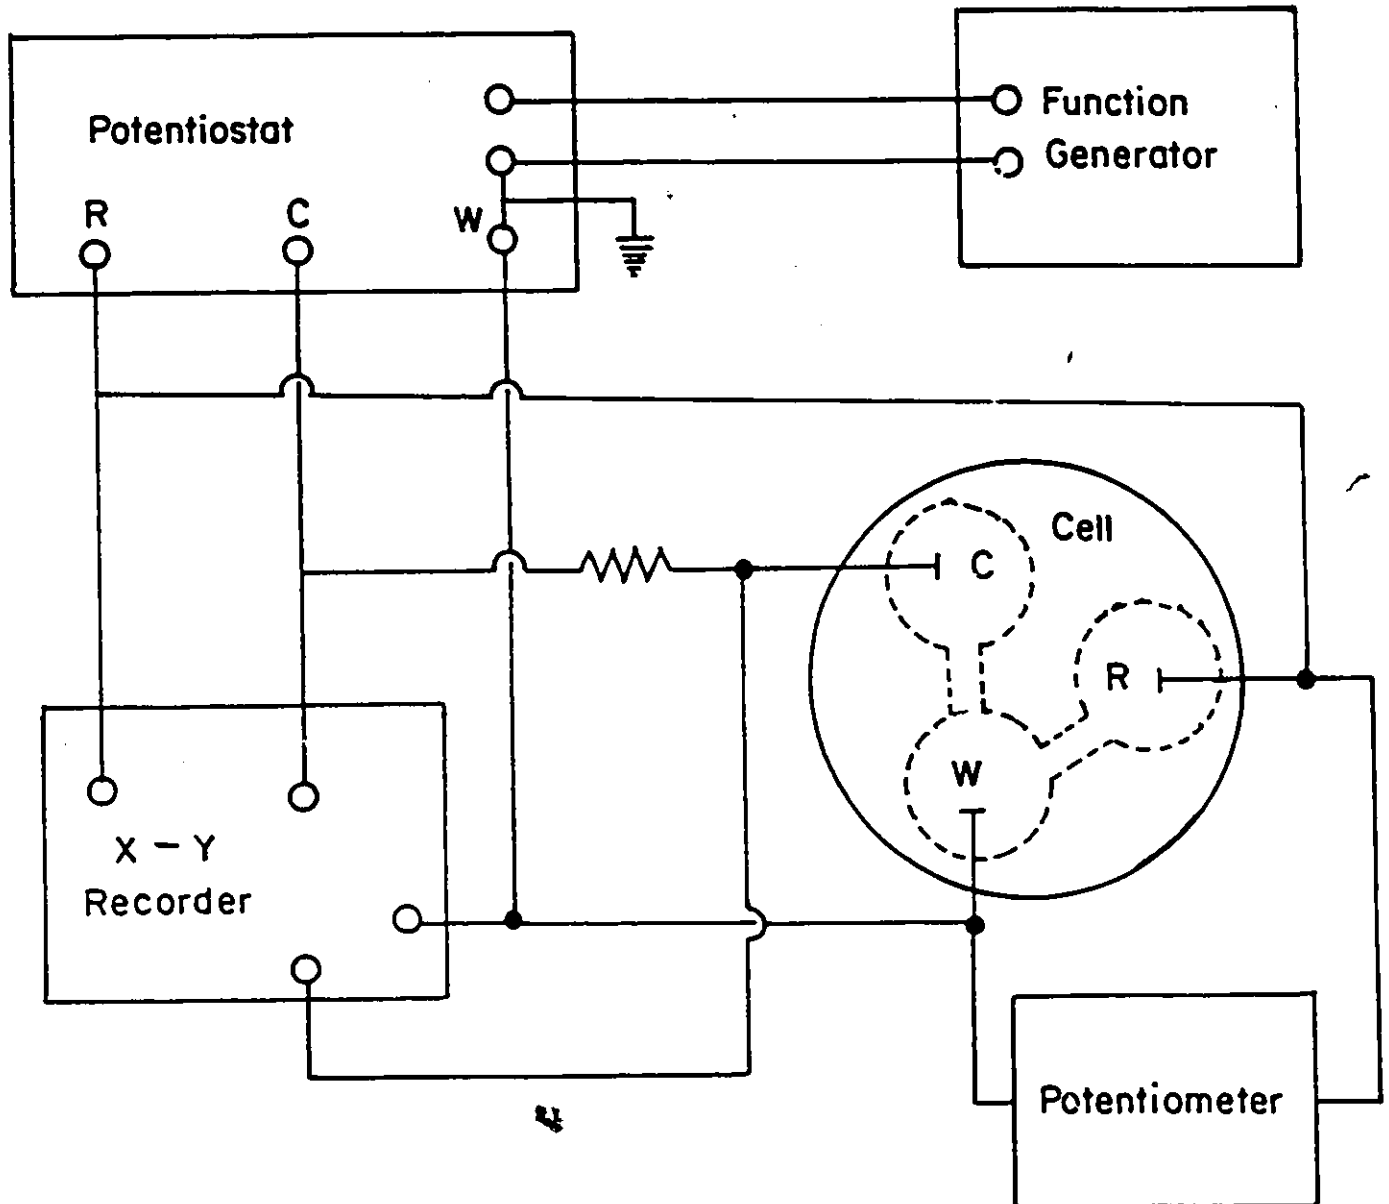 Potentiostat
R
C
W
Function
Generator
Cell
C
R
W
X - Y
Recorder
Potentiometer